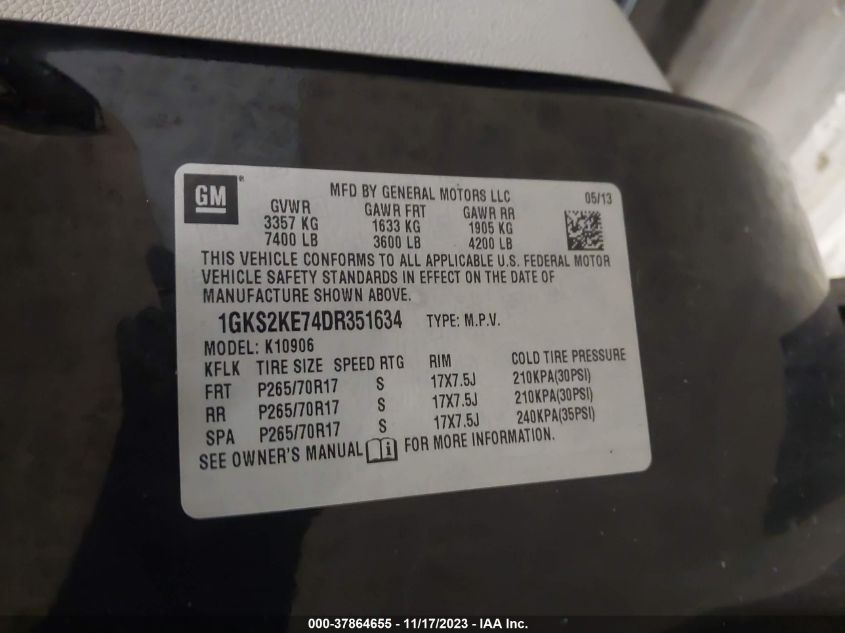 GM
MFD BY GENERAL MOTORS LLC 05/13
GVWR GAWR FRT GAWR RR
3357 KG 1633 KG 1905 KG
7400 LB 3600 LB 4200 LB
THIS VEHICLE CONFORMS TO ALL APPLICABLE U.S. FEDERAL MOTOR
VEHICLE SAFETY STANDARDS IN EFFECT ON THE DATE OF
MANUFACTURE SHOWN ABOVE.
1GKS2KE74DR351634 TYPE: M.P.V.
MODEL: K10906
KFLK TIRE SIZE SPEED RTG RIM COLD TIRE PRESSURE
FRT P265/70R17 S 17X7.5J 210KPA(30PSI)
RR P265/70R17 S 17X7.5J 210KPA(30PSI)
SPA P265/70R17 S 17X7.5J 240KPA(35PSI)
SEE OWNER'S MANUAL i FOR MORE INFORMATION.
000-37864655 - 11/17/2023 - IAA Inc.